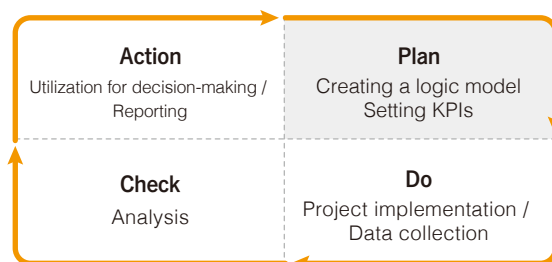 Action
Utilization for decision-making /
Reporting
Plan
Creating a logic model
Setting KPIs
Check
Analysis
Do
Project implementation /
Data collection